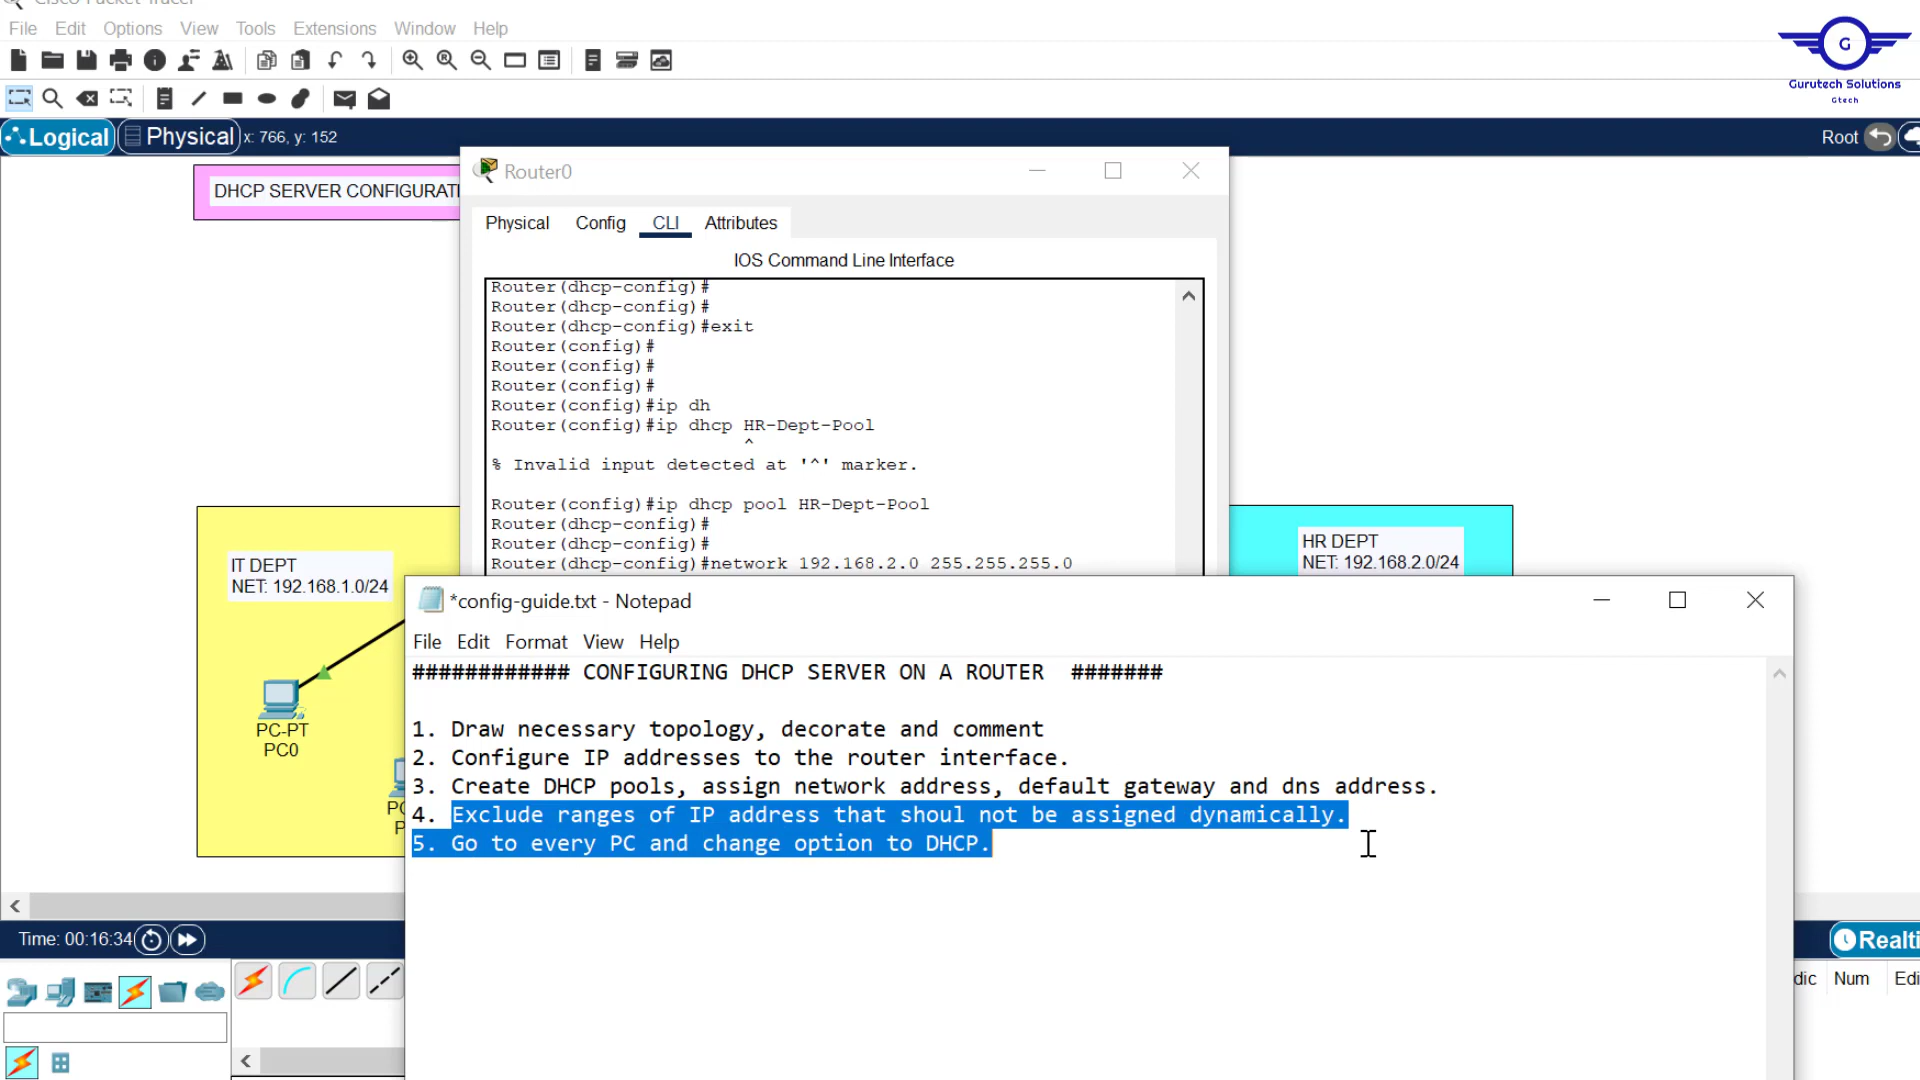 File Edit Options View Tools Extensions Window Help
G
Gurutech Solutions
Gtech
Logical Physical x: 766, y: 152
Root
DHCP SERVER CONFIGURATI
Router0
Physical Config CLI Attributes
IOS Command Line Interface
Router(dhcp-config)#
Router(dhcp-config)#
Router(dhcp-config)#exit
Router(config)#
Router(config)#
Router(config)#
Router(config)#ip dh
Router(config)#ip dhcp HR-Dept-Pool
^
% Invalid input detected at '^' marker.
Router(config)#ip dhcp pool HR-Dept-Pool
Router(dhcp-config)#
Router(dhcp-config)#
Router(dhcp-config)#network 192.168.2.0 255.255.255.0
IT DEPT
NET: 192.168.1.0/24
PC-PT
PC0
HR DEPT
NET: 192.168.2.0/24
*config-guide.txt - Notepad
File Edit Format View Help
############ CONFIGURING DHCP SERVER ON A ROUTER #######
1. Draw necessary topology, decorate and comment
2. Configure IP addresses to the router interface.
3. Create DHCP pools, assign network address, default gateway and dns address.
4. Exclude ranges of IP address that shoul not be assigned dynamically.
5. Go to every PC and change option to DHCP.
Time: 00:16:34
Realti
dic Num Edi